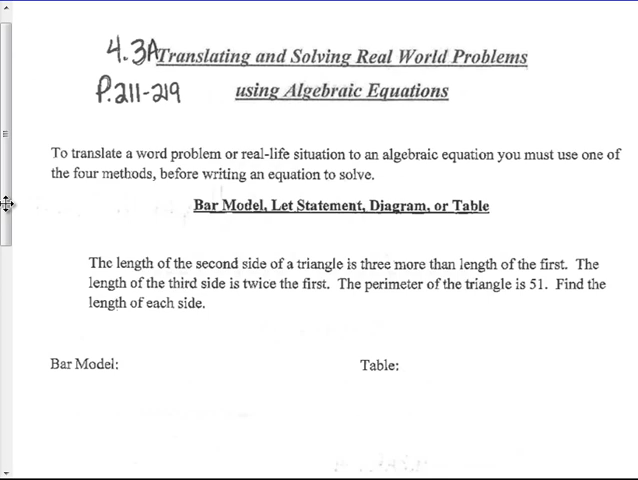 4.3A Translating and Solving Real World Problems
P.211-219 using Algebraic Equations
To translate a word problem or real-life situation to an algebraic equation you must use one of
the four methods, before writing an equation to solve.
Bar Model, Let Statement, Diagram, or Table
The length of the second side of a triangle is three more than length of the first. The
length of the third side is twice the first. The perimeter of the triangle is 51. Find the
length of each side.
Bar Model: Table: